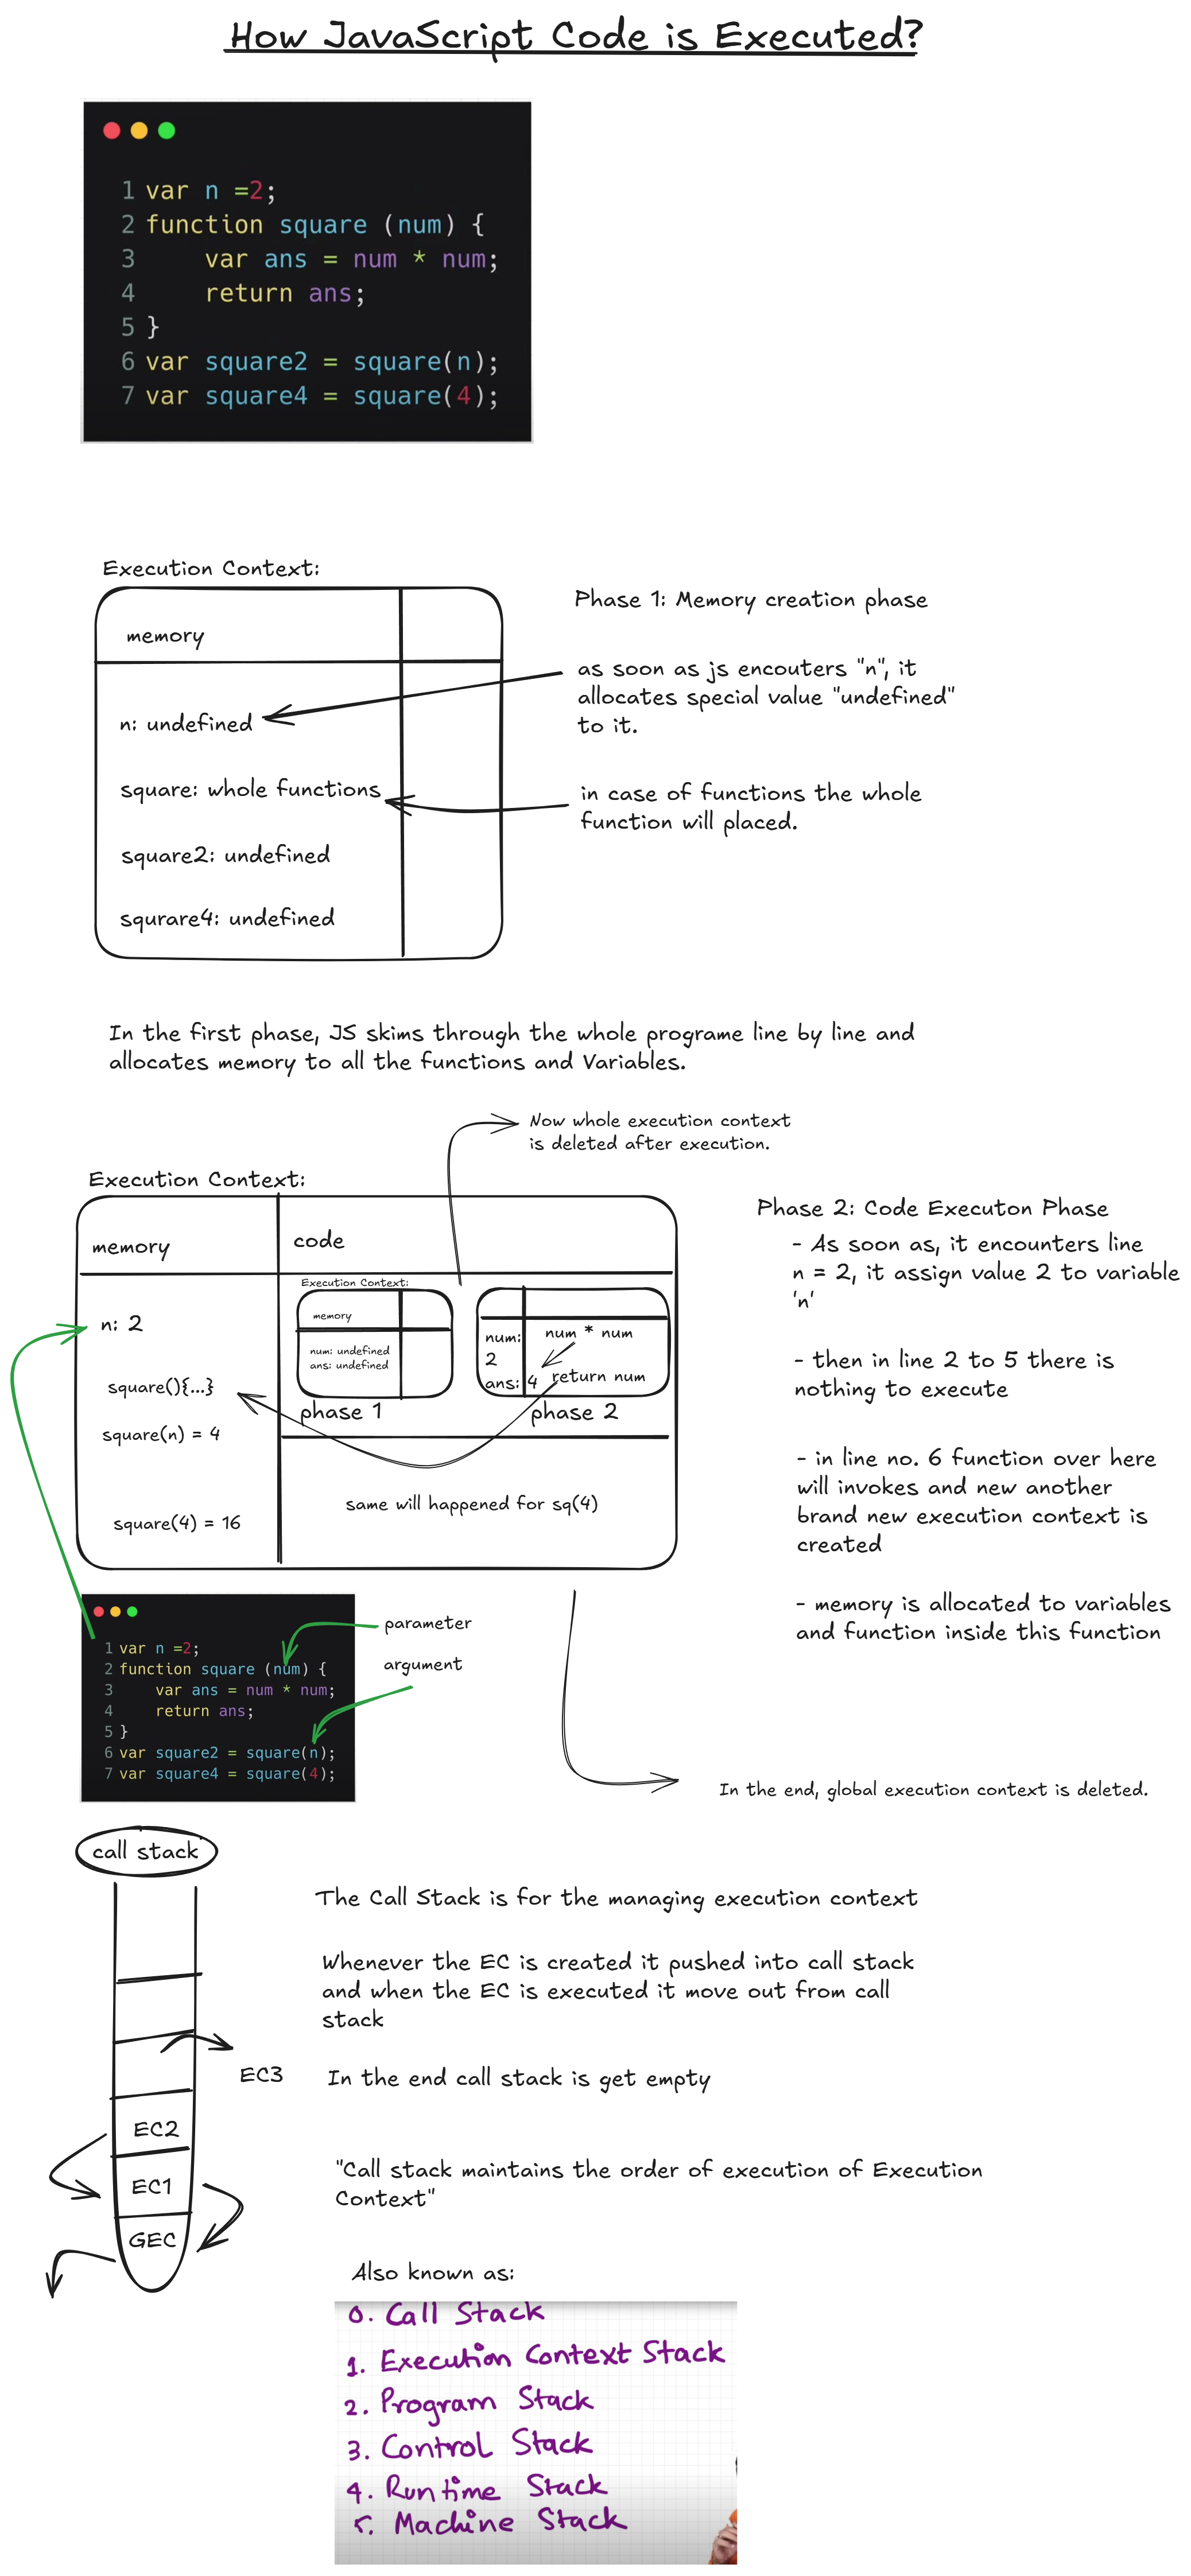 How JavaScript Code is Executed?
1 var n =2;
2 function square (num) {
3 var ans = num * num;
4 return ans;
5 }
6 var square2 = square(n);
7 var square4 = square(4);
Execution Context:
memory
n: undefined
square: whole functions
square2: undefined
squrare4: undefined
Phase 1: Memory creation phase
as soon as js encouters "n", it
allocates special value "undefined"
to it.
in case of functions the whole
function will placed.
In the first phase, JS skims through the whole programe line by line and
allocates memory to all the functions and Variables.
Now whole execution context
is deleted after execution.
Execution Context:
memory
code
n: 2
square(){...}
square(n) = 4
square(4) = 16
Execution Context:
memory
num: undefined
ans: undefined
phase 1
num:
2
ans: 4
num * num
return num
phase 2
same will happened for sq(4)
Phase 2: Code Executon Phase
- As soon as, it encounters line
n = 2, it assign value 2 to variable
'n'
- then in line 2 to 5 there is
nothing to execute
- in line no. 6 function over here
will invokes and new another
brand new execution context is
created
- memory is allocated to variables
and function inside this function
1 var n =2;
2 function square (num) {
3 var ans = num * num;
4 return ans;
5 }
6 var square2 = square(n);
7 var square4 = square(4);
parameter
argument
In the end, global execution context is deleted.
call stack
EC3
EC2
EC1
GEC
The Call Stack is for the managing execution context
Whenever the EC is created it pushed into call stack
and when the EC is executed it move out from call
stack
In the end call stack is get empty
"Call stack maintains the order of execution of Execution
Context"
Also known as:
0. Call Stack
1. Execution Context Stack
2. Program Stack
3. Control Stack
4. Runtime Stack
5. Machine Stack